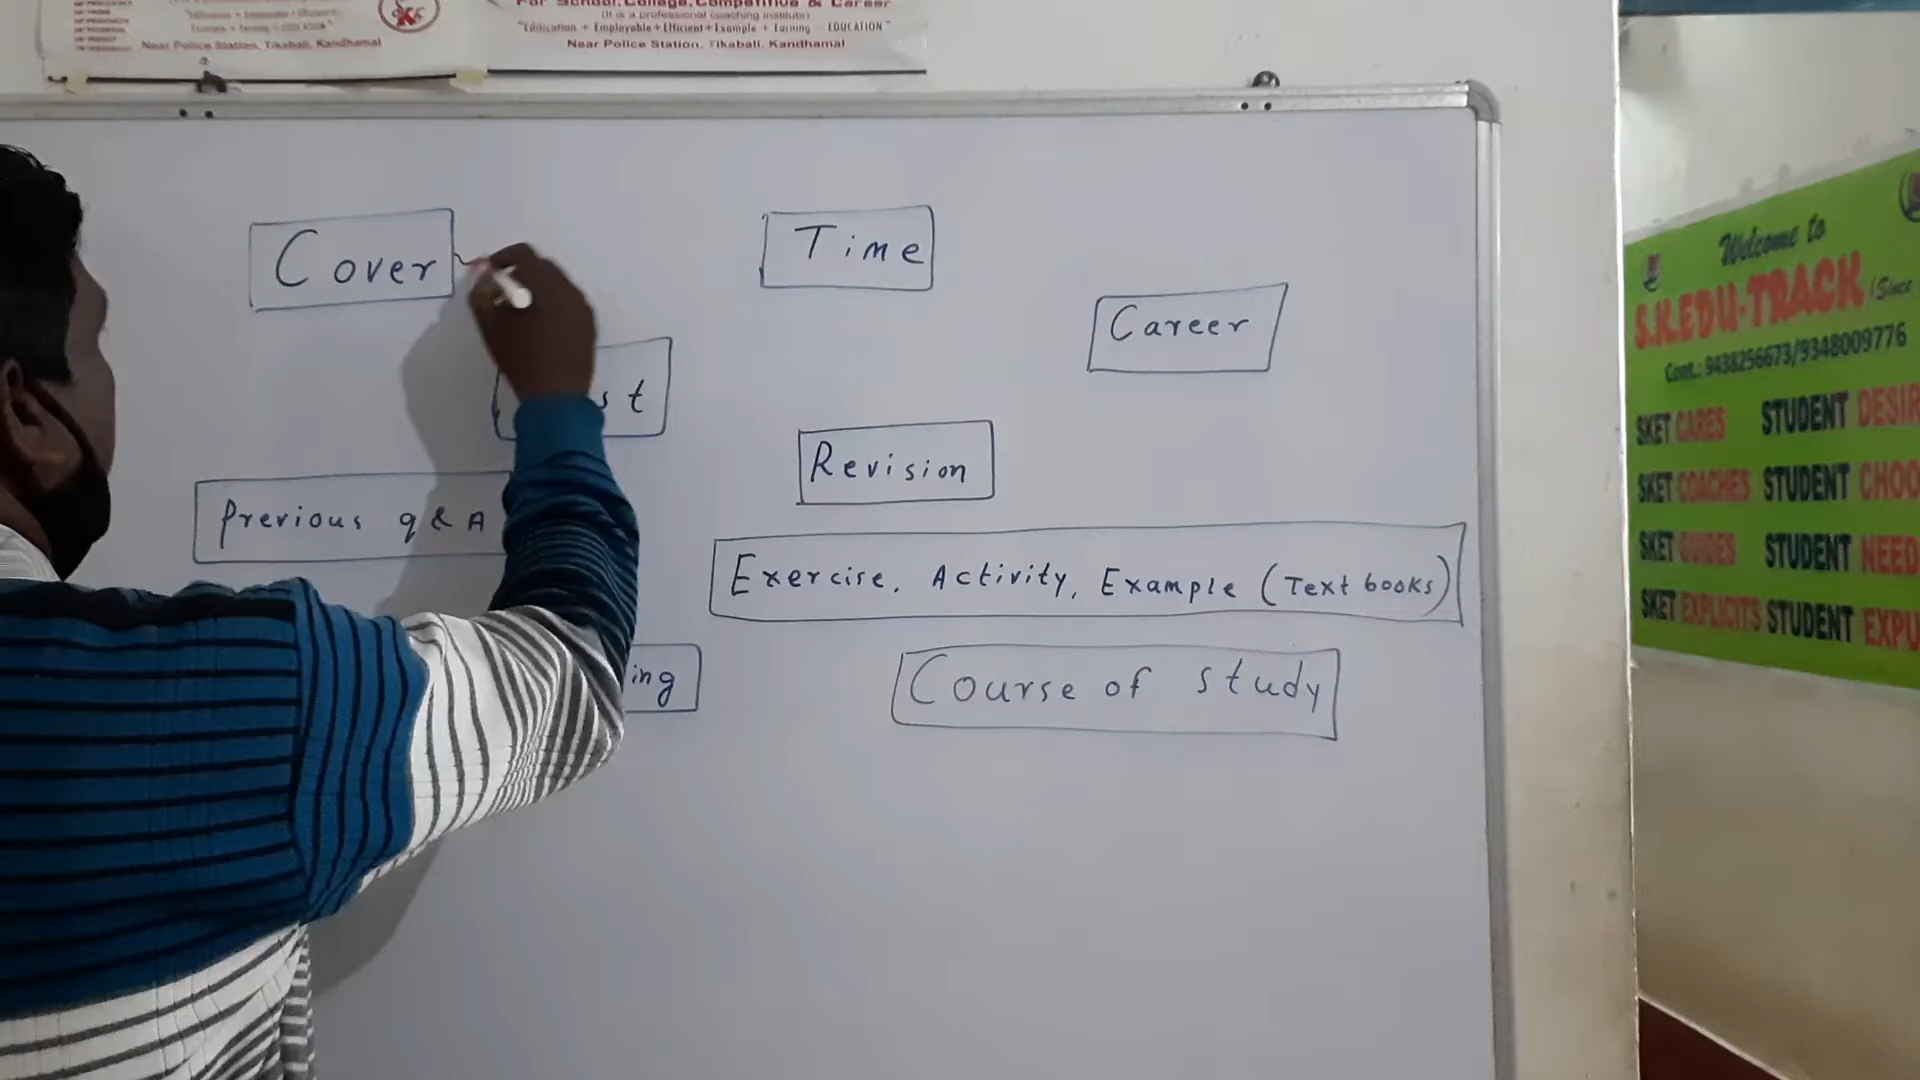 For School, College, Competitive & Career
(It is a professional coaching institute)
"Education + Employable + Efficient + Example + Earning EDUCATION"
Near Police Station, Tikabali, Kandhamal
Near Police Station, Tikabali, Kandhamal
Cover
Time
Career
st
Revision
Previous q & A
Exercise, Activity, Example (Text books)
ing
Course of study
Welcome to
S.K.EDU-TRACK (Since
Cont.: 9438256673/9348009776
SKET CARES STUDENT DESIR
SKET COACHES STUDENT CHOO
SKET GUIDES STUDENT NEED
SKET EXPLICITS STUDENT EXPU